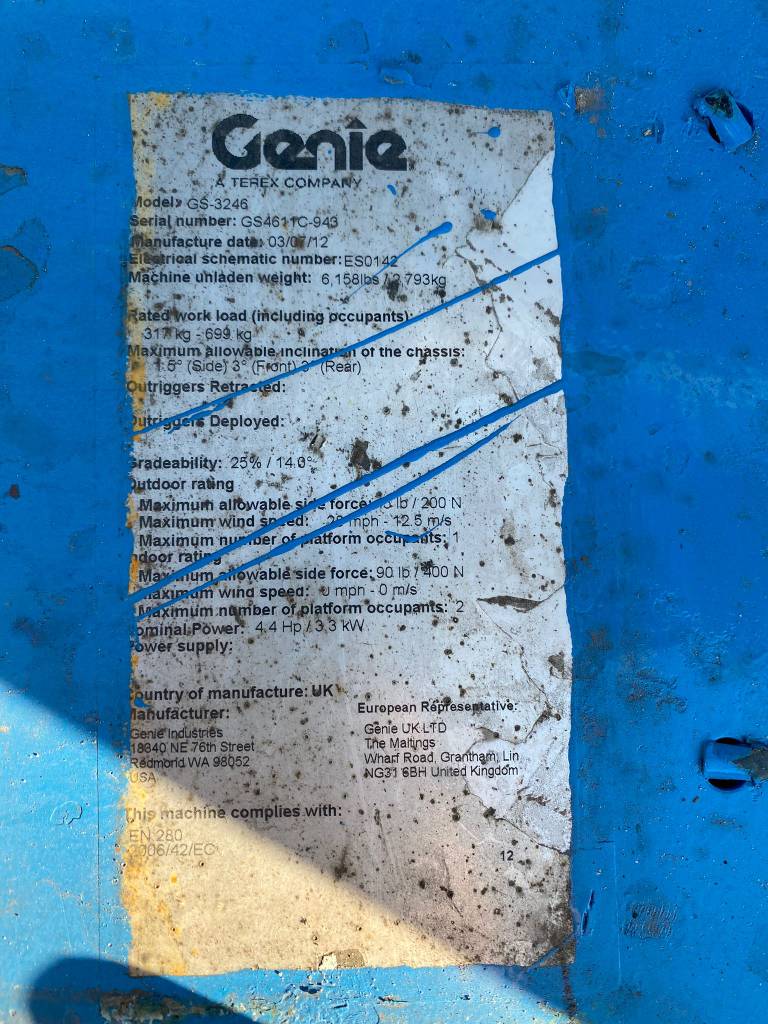 Genie
A TEREX COMPANY
Model: GS-3246
Serial number: GS4611C-943
Manufacture date: 03/07/12
Electrical schematic number: ES0142
Machine unladen weight: 6,158lbs / 2,793kg
Rated work load (including occupants):
317 kg - 699 kg
Maximum allowable inclination of the chassis:
1.5° (Side) 3° (Front) 3° (Rear)
Outriggers Retracted:
Outriggers Deployed:
Gradeability: 25% / 14.0°
Outdoor rating
Maximum allowable side force: lb / 200 N
Maximum wind speed: 28 mph - 12.5 m/s
Maximum number of platform occupants: 1
Indoor rating
Maximum allowable side force: 90 lb / 400 N
Maximum wind speed: 0 mph - 0 m/s
Maximum number of platform occupants: 2
Nominal Power: 4.4 Hp / 3.3 kW
Power supply:
Country of manufacture: UK
Manufacturer:
Genie Industries
18340 NE 76th Street
Redmond WA 98052
USA
European Representative:
Genie UK LTD
The Maltings
Wharf Road, Grantham, Lin
NG31 6BH United Kingdom
This machine complies with:
EN 280
2006/42/EC
12